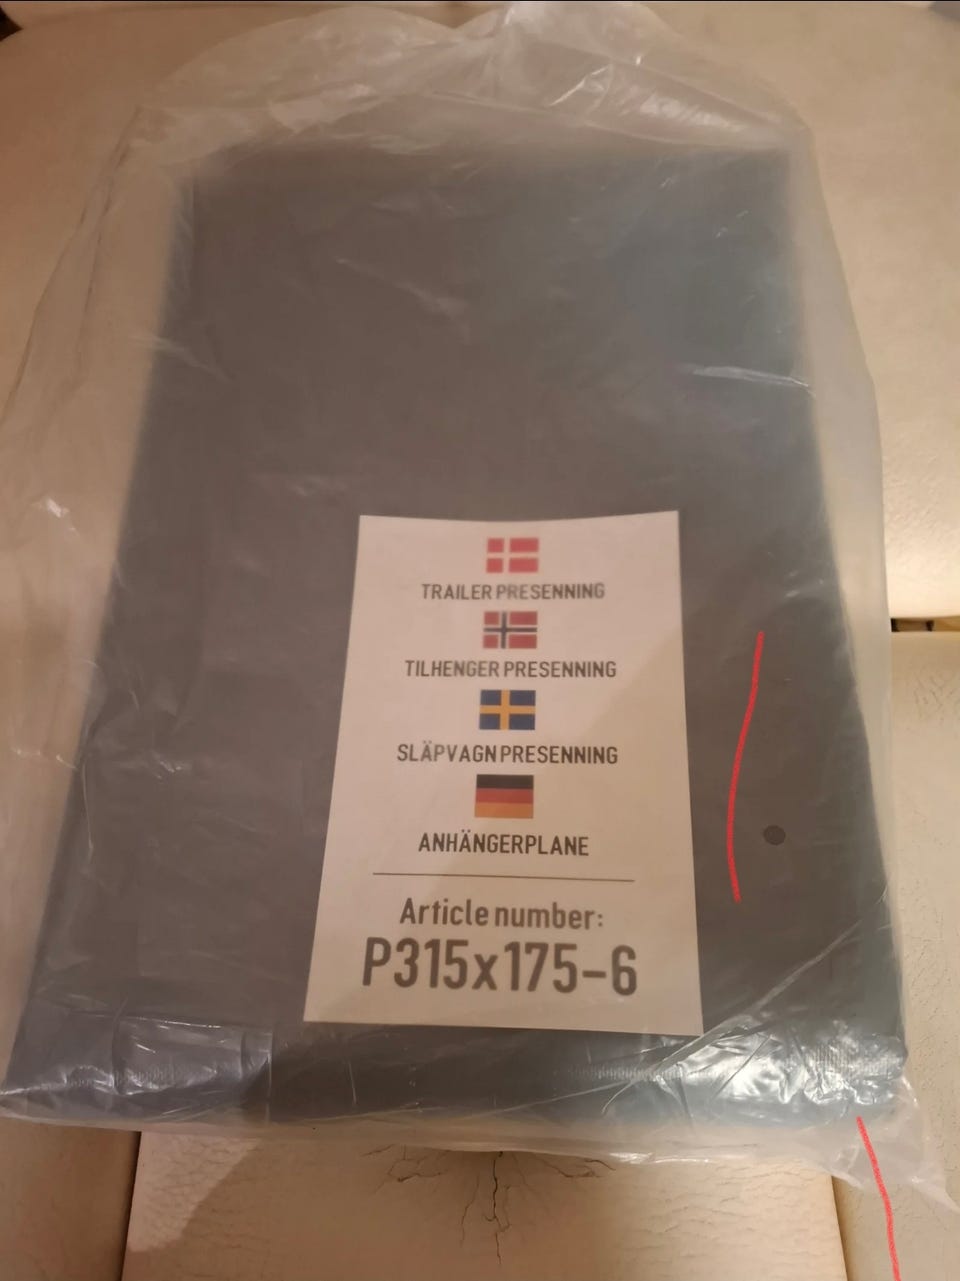 TRAILER PRESENNING
TILHENGER PRESENNING
SLÄPVAGN PRESENNING
ANHÄNGERPLANE
Article number:
P315x175-6